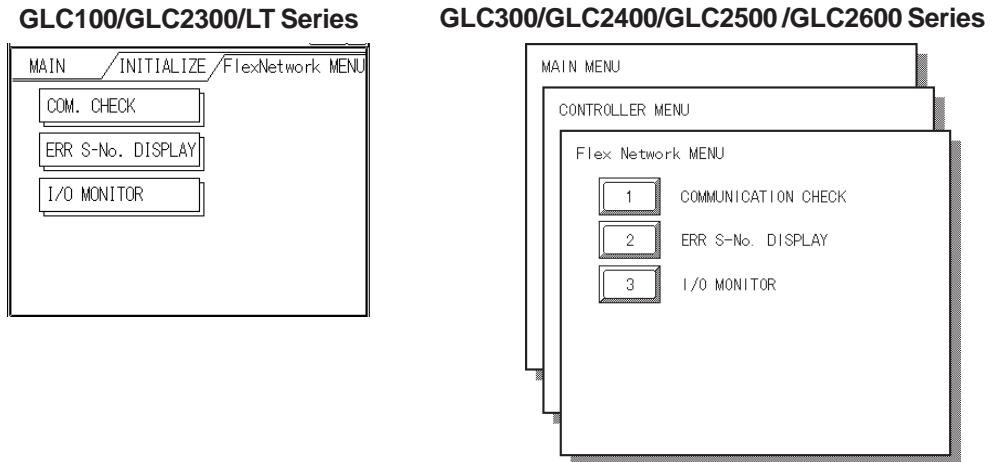 GLC100/GLC2300/LT Series
MAIN INITIALIZE FlexNetwork MENU
COM. CHECK
ERR S-No. DISPLAY
I/O MONITOR
GLC300/GLC2400/GLC2500 /GLC2600 Series
MAIN MENU
CONTROLLER MENU
Flex Network MENU
1 COMMUNICATION CHECK
2 ERR S-No. DISPLAY
3 I/O MONITOR